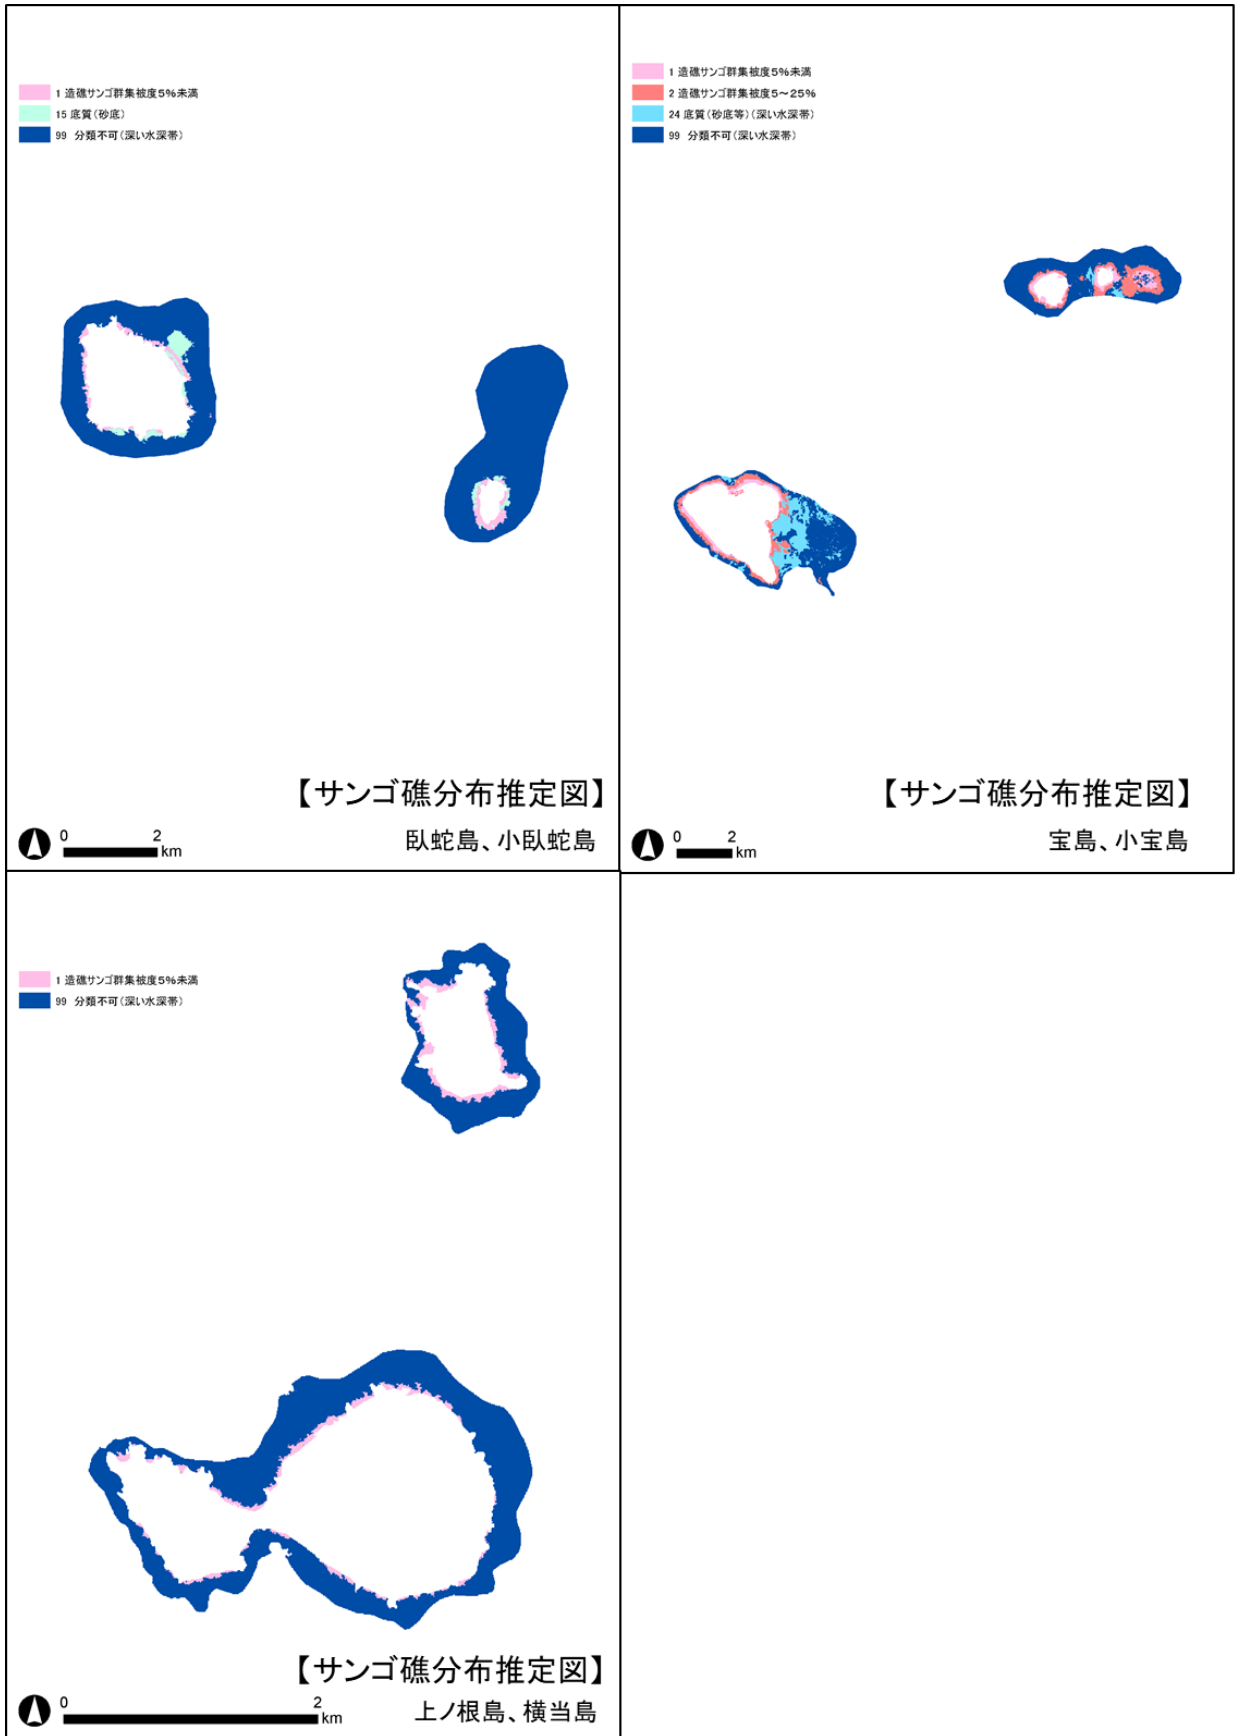 1 造礁サンゴ群集被度5%未満
15 底質(砂底)
99 分類不可(深い水深帯)
【サンゴ礁分布推定図】
0 2
km
臥蛇島、小臥蛇島
1 造礁サンゴ群集被度5%未満
2 造礁サンゴ群集被度5~25%
24 底質(砂底等)(深い水深帯)
99 分類不可(深い水深帯)
【サンゴ礁分布推定図】
0 2
km
宝島、小宝島
1 造礁サンゴ群集被度5%未満
99 分類不可(深い水深帯)
【サンゴ礁分布推定図】
0 2
km
上ノ根島、横当島